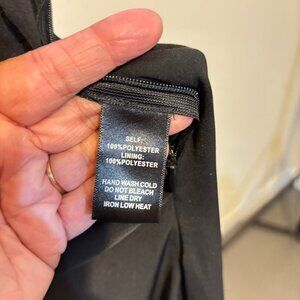 SELF:
100%POLYESTER
LINING:
100%POLYESTER
HAND WASH COLD
DO NOT BLEACH
LINE DRY
IRON LOW HEAT